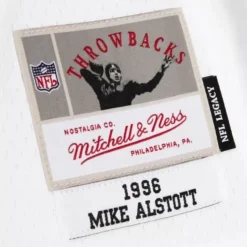 THROWBACKS
NFL
NOSTALGIA CO.
Mitchell & Ness
PHILADELPHIA, PA.
NFL LEGACY
1996
MIKE ALSTOTT